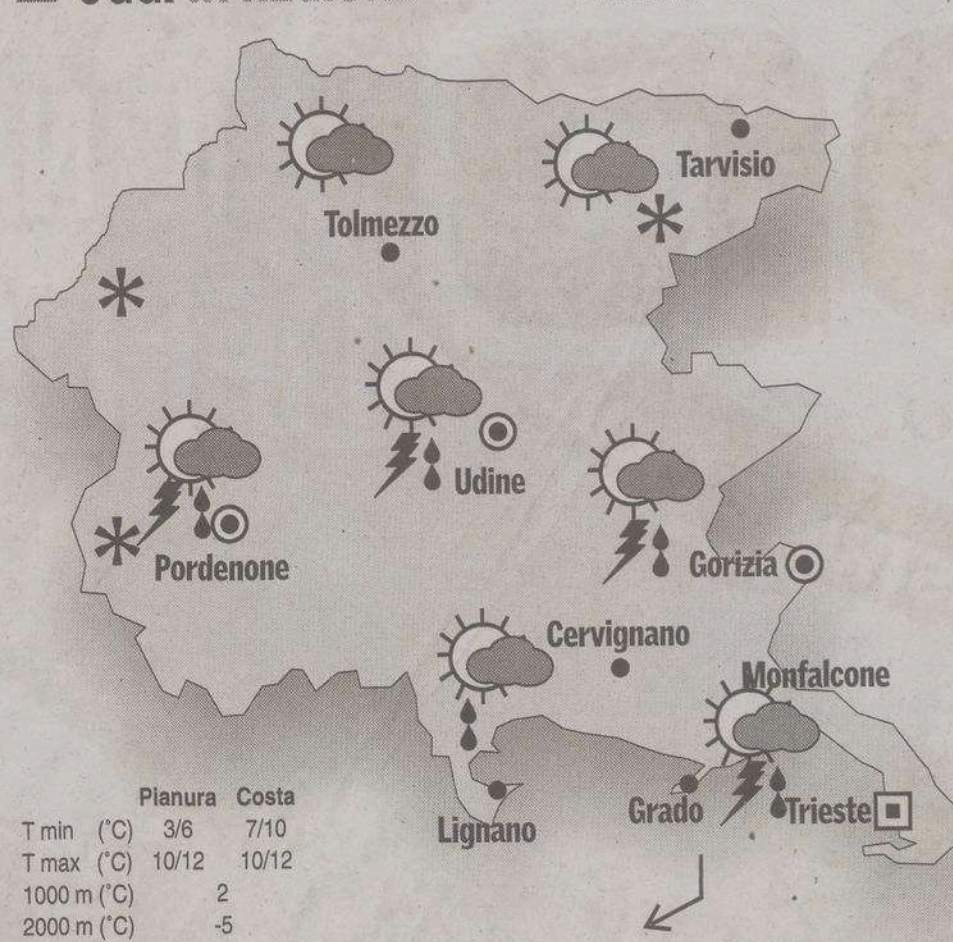 Tarvisio
Tolmezzo
Udine
Pordenone
Gorizia
Cervignano
Monfalcone
Lignano
Grado
Trieste
Pianura Costa
T min (°C) 3/6 7/10
T max (°C) 10/12 10/12
1000 m (°C) 2
2000 m (°C) -5